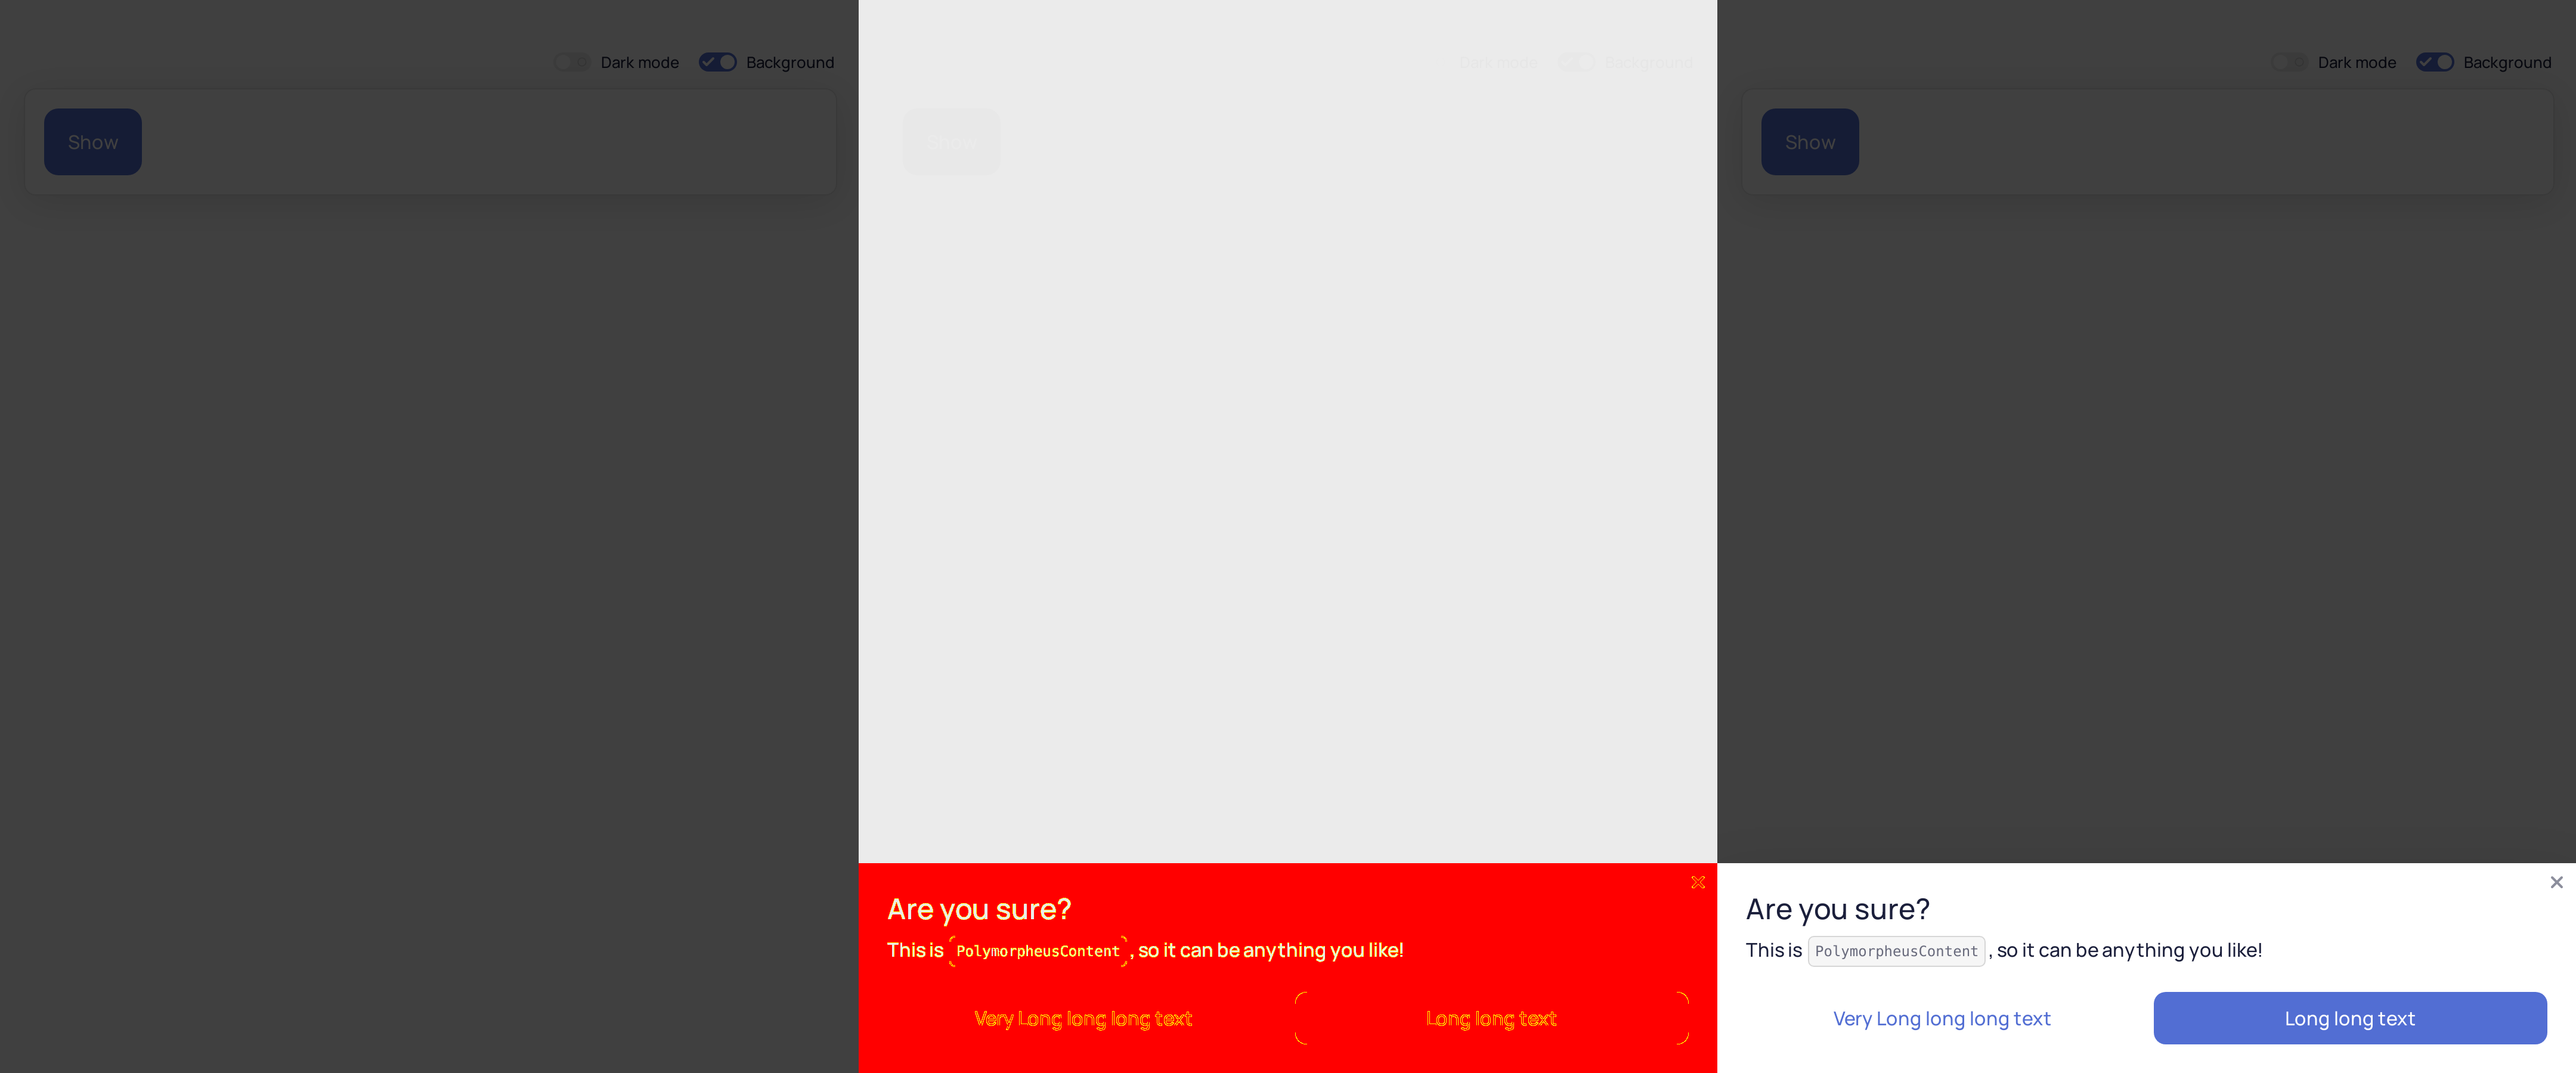 Dark mode Background
Show
Dark mode Background
Show
Are you sure?
This is PolymorpheusContent, so it can be anything you like!
Very Long long long text Long long text
Dark mode Background
Show
Are you sure?
This is PolymorpheusContent, so it can be anything you like!
Very Long long long text Long long text